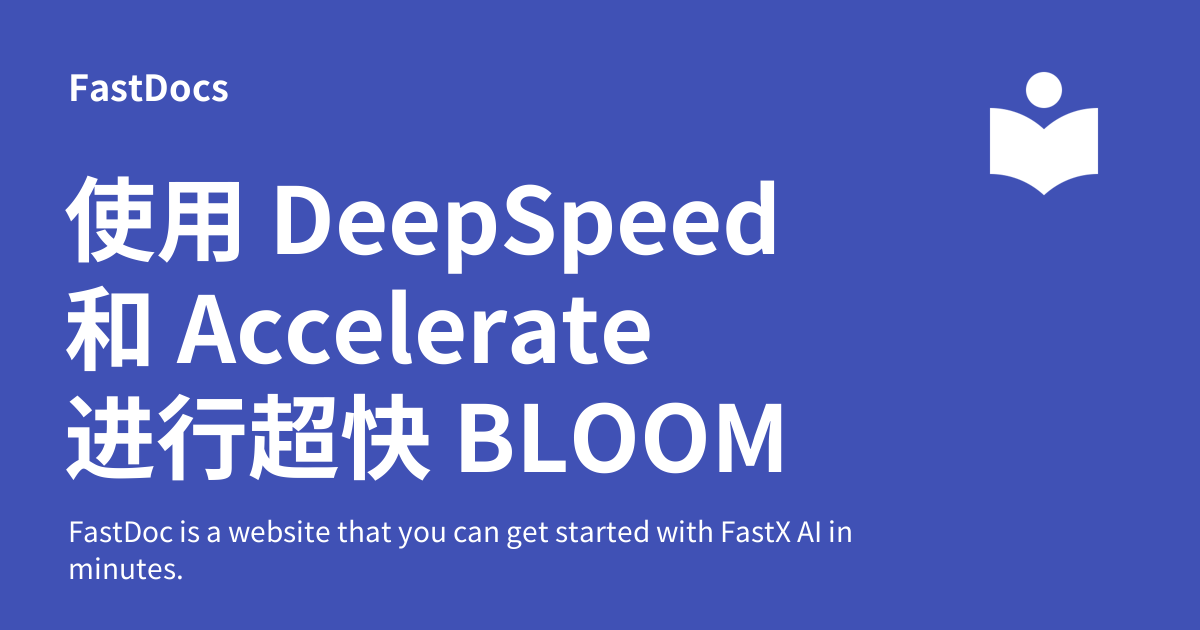 FastDocs
使用 DeepSpeed
和 Accelerate
进行超快 BLOOM
FastDoc is a website that you can get started with FastX AI in
minutes.